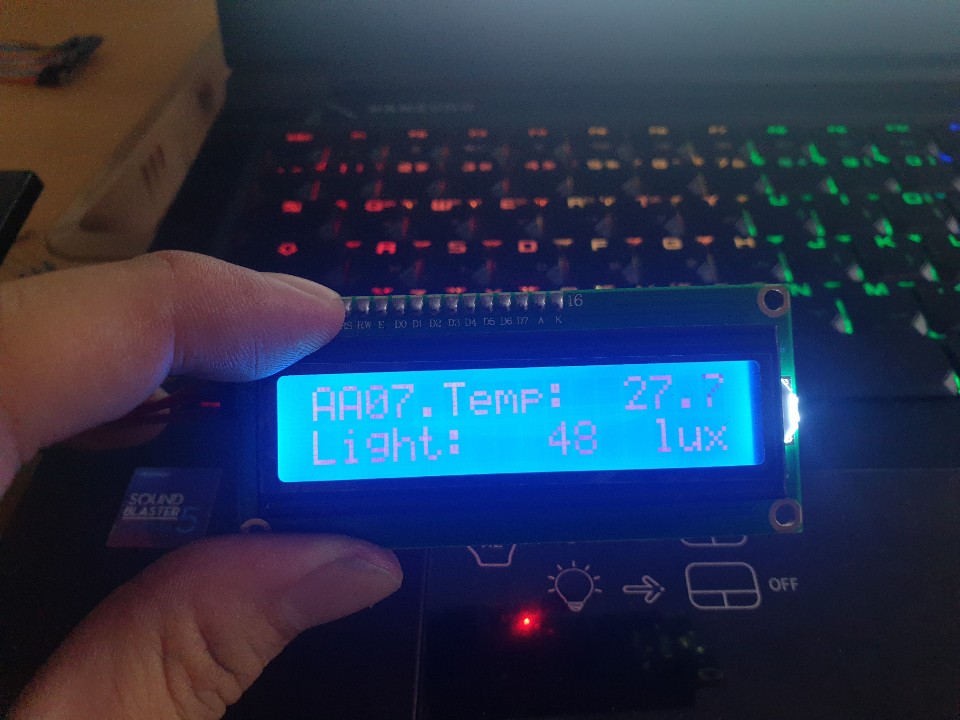 Q W E R T Y
A S D F G H J K
16
RW E D0 D1 D2 D3 D4 D5 D6 D7 A K
AA07.Temp: 27.7
Light: 48 lux
SOUND
BLASTER 5
OFF